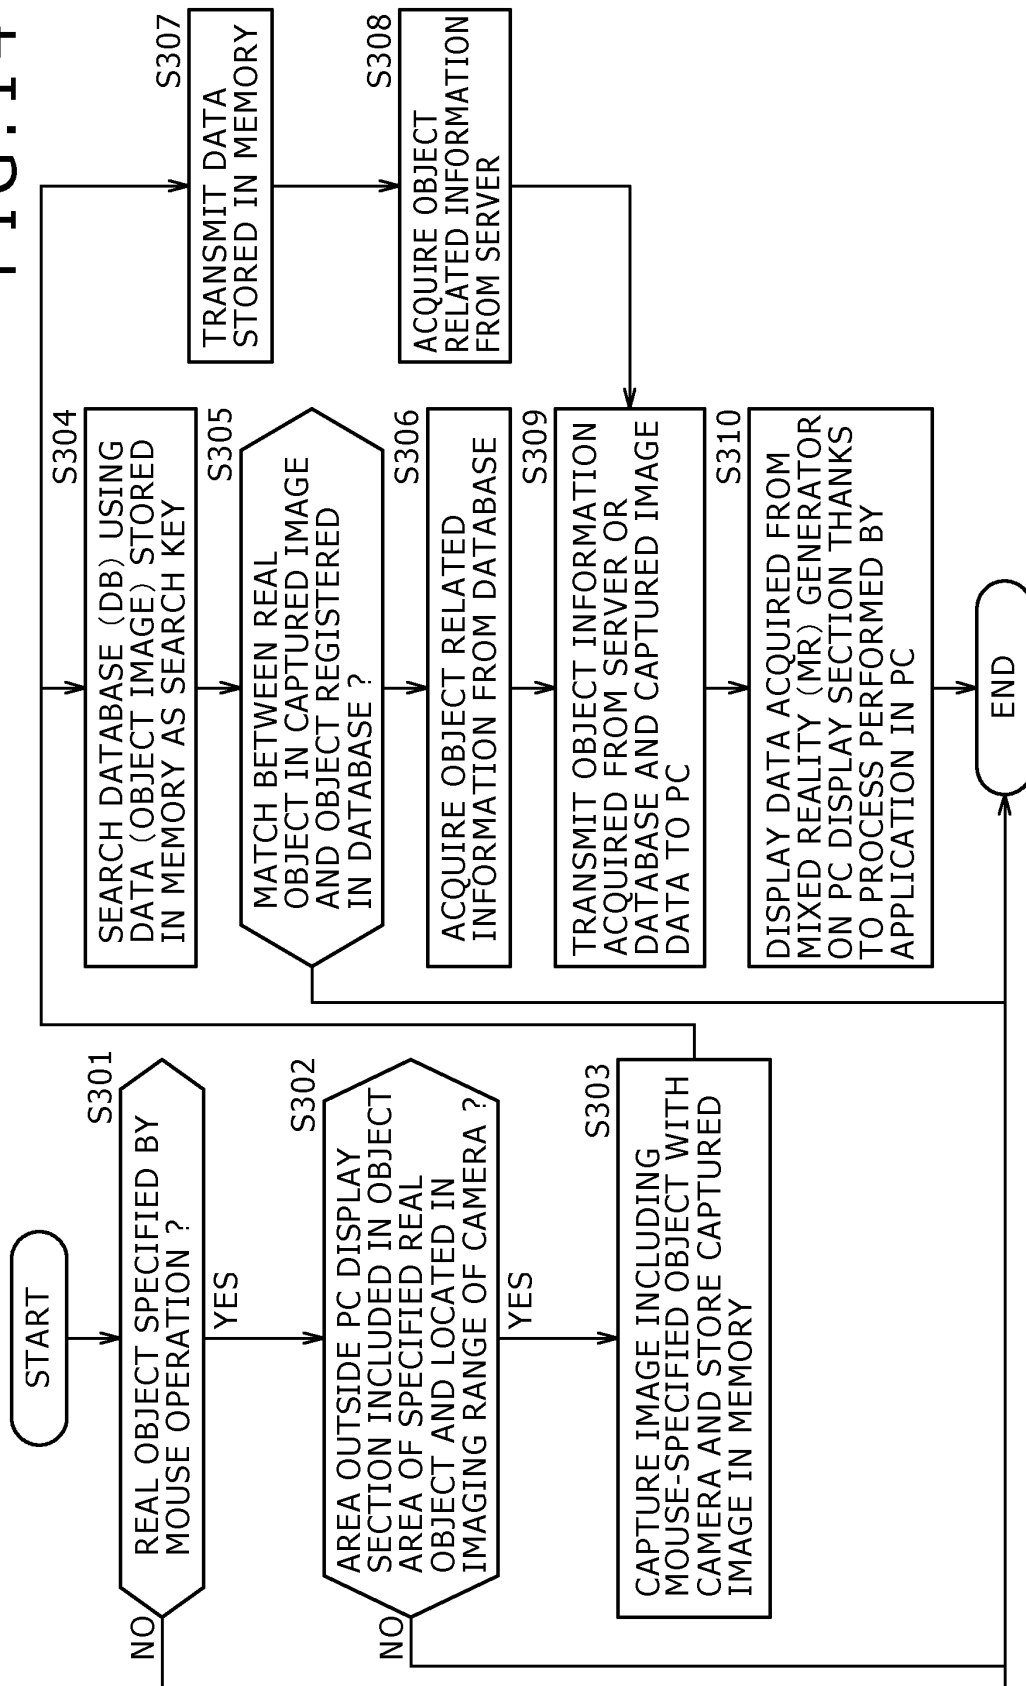 FIG.14
START
S301
REAL OBJECT SPECIFIED BY
MOUSE OPERATION ?
NO
YES
S302
AREA OUTSIDE PC DISPLAY
SECTION INCLUDED IN OBJECT
AREA OF SPECIFIED REAL
OBJECT AND LOCATED IN
IMAGING RANGE OF CAMERA ?
NO
YES
S303
CAPTURE IMAGE INCLUDING
MOUSE-SPECIFIED OBJECT WITH
CAMERA AND STORE CAPTURED
IMAGE IN MEMORY
S304
SEARCH DATABASE (DB) USING
DATA (OBJECT IMAGE) STORED
IN MEMORY AS SEARCH KEY
S305
MATCH BETWEEN REAL
OBJECT IN CAPTURED IMAGE
AND OBJECT REGISTERED
IN DATABASE ?
S306
ACQUIRE OBJECT RELATED
INFORMATION FROM DATABASE
S307
TRANSMIT DATA
STORED IN MEMORY
S308
ACQUIRE OBJECT
RELATED INFORMATION
FROM SERVER
S309
TRANSMIT OBJECT INFORMATION
ACQUIRED FROM SERVER OR
DATABASE AND CAPTURED IMAGE
DATA TO PC
S310
DISPLAY DATA ACQUIRED FROM
MIXED REALITY (MR) GENERATOR
ON PC DISPLAY SECTION THANKS
TO PROCESS PERFORMED BY
APPLICATION IN PC
END